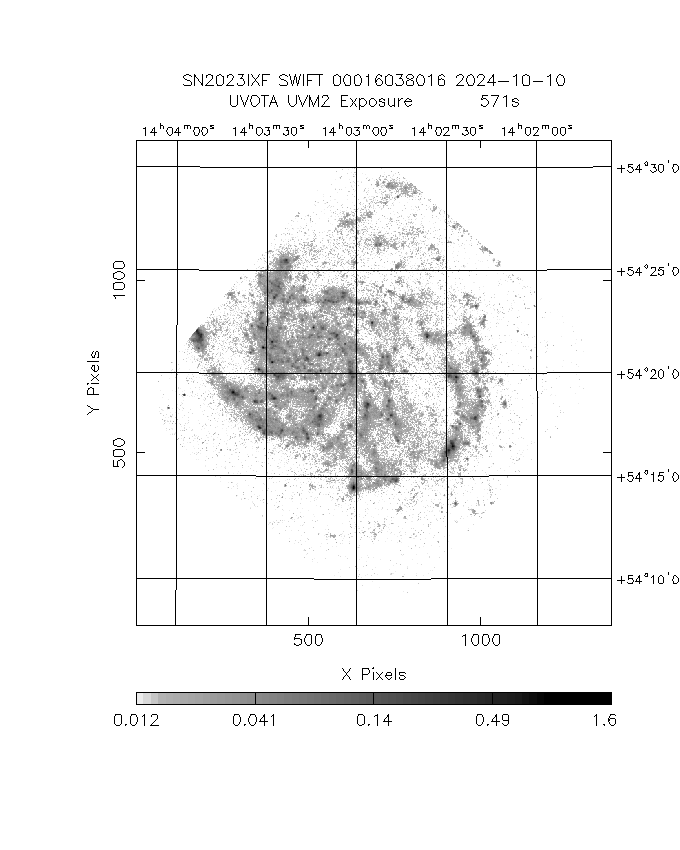 SN2023IXF SWIFT 00016038016 2024-10-10
UVOTA UVM2 Exposure 571s
14ʰ04ᵐ00ˢ 14ʰ03ᵐ30ˢ 14ʰ03ᵐ00ˢ 14ʰ02ᵐ30ˢ 14ʰ02ᵐ00ˢ
+54°30'0
+54°25'0
1000
+54°20'0
Y Pixels
500
+54°15'0
+54°10'0
500 1000
X Pixels
0.012 0.041 0.14 0.49 1.6